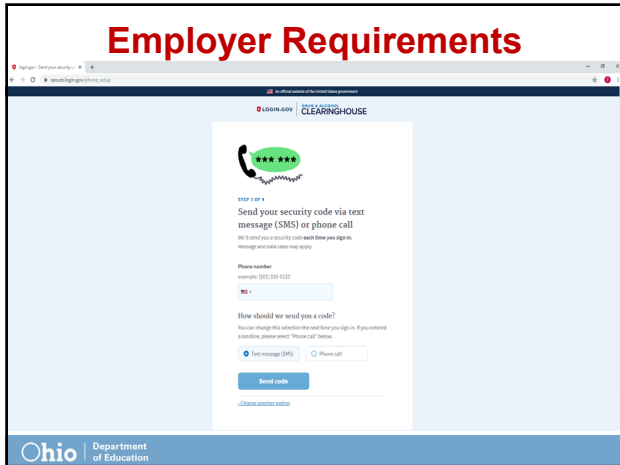 Employer Requirements
login.gov - Send your security c
secure.login.gov/phone_setup
An official website of the United States government
LOGIN.GOV
DRUG & ALCOHOL
CLEARINGHOUSE
*** ***
STEP 3 OF 4
Send your security code via text
message (SMS) or phone call
We'll send you a security code each time you sign in.
Message and data rates may apply.
Phone number
example: (201) 555-0123
How should we send you a code?
You can change this selection the next time you sign in. If you entered
a landline, please select "Phone call" below.
Text message (SMS) Phone call
Send code
‹ Choose another option
Ohio Department
of Education